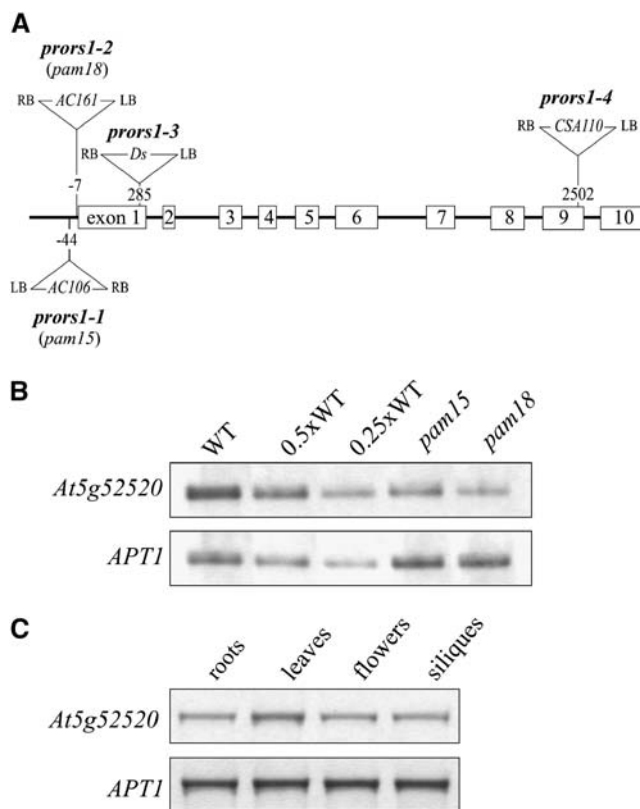 A
prors1-2
(pam18)
RB AC161 LB
prors1-3
RB Ds LB
prors1-4
RB CSA110 LB
-7
285
2502
exon 1 2 3 4 5 6 7 8 9 10
-44
LB AC106 RB
prors1-1
(pam15)
B
WT 0.5xWT 0.25xWT pam15 pam18
At5g52520
APT1
C
roots leaves flowers siliques
At5g52520
APT1